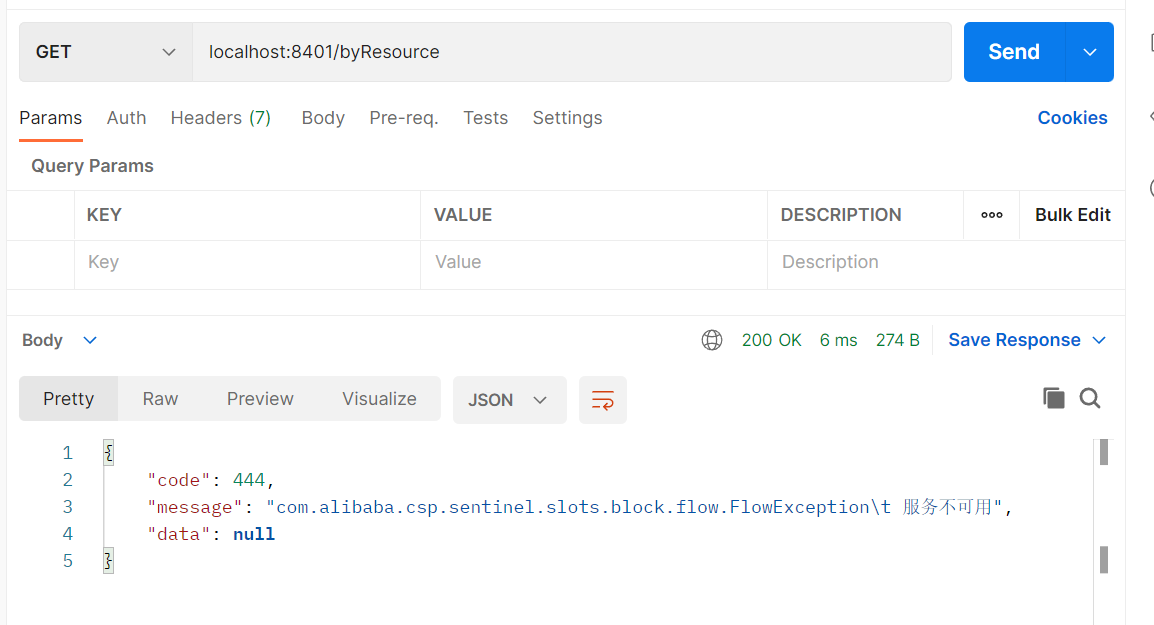 GET localhost:8401/byResource Send
Params Auth Headers (7) Body Pre-req. Tests Settings Cookies
Query Params
KEY VALUE DESCRIPTION ooo Bulk Edit
Key Value Description
Body 200 OK 6 ms 274 B Save Response
Pretty Raw Preview Visualize JSON
1 {
2 "code": 444,
3 "message": "com.alibaba.csp.sentinel.slots.block.flow.FlowException\t 服务不可用",
4 "data": null
5 }